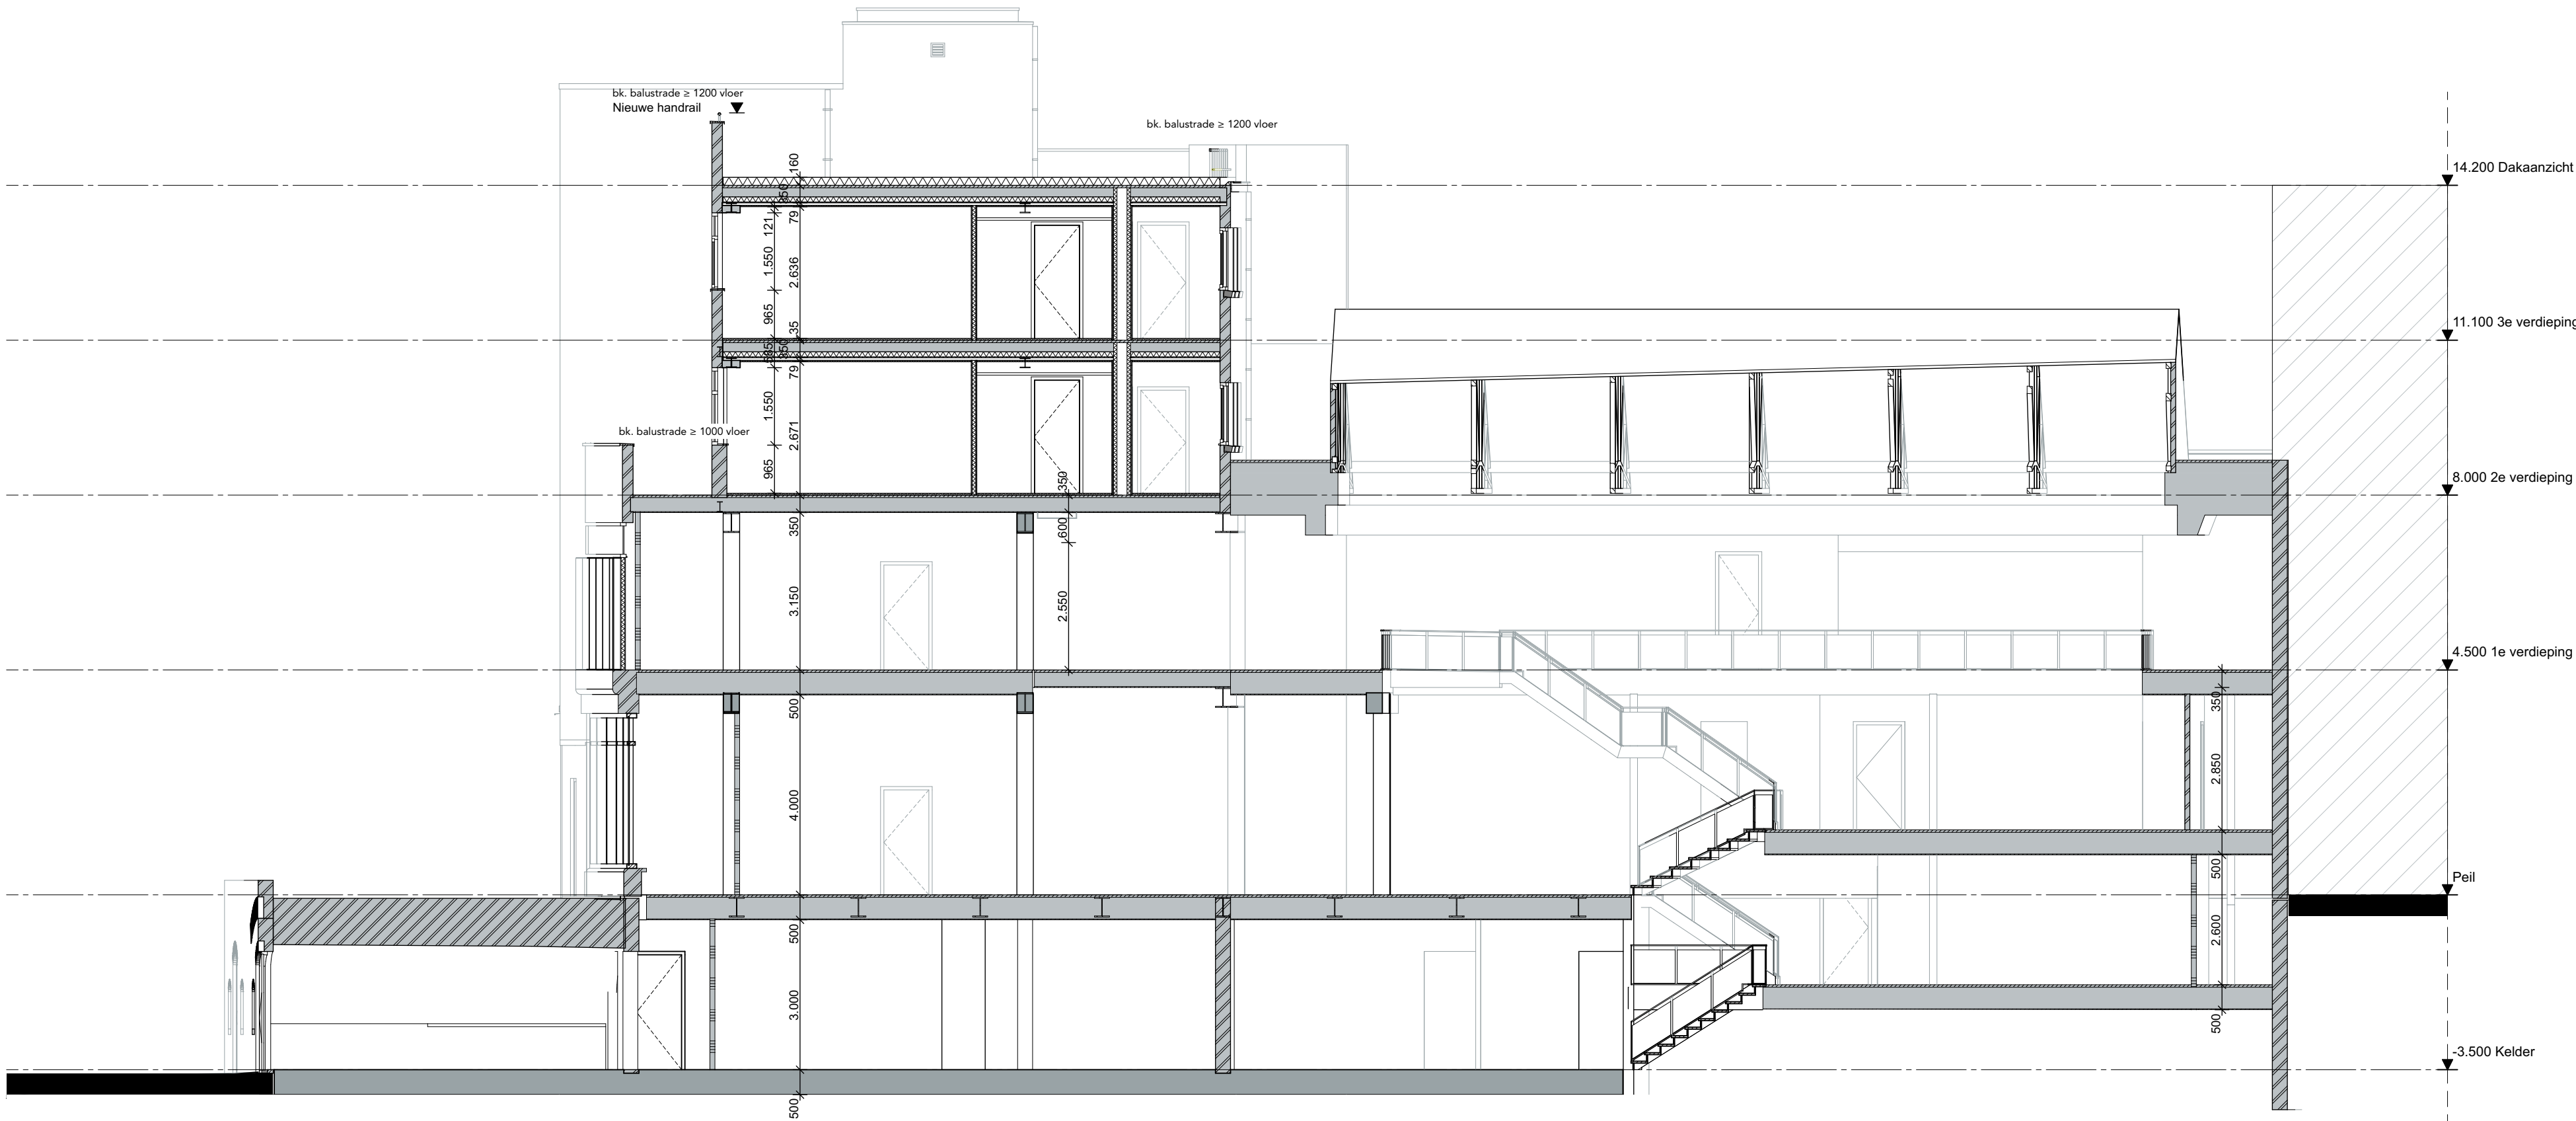 bk. balustrade ≥ 1200 vloer
Nieuwe handrail
bk. balustrade ≥ 1200 vloer
14.200 Dakaanzicht
160
350
79
121
1.550
2.636
965
35
11.100 3e verdieping
585
350
79
1.550
2.671
bk. balustrade ≥ 1000 vloer
965
350
8.000 2e verdieping
350
600
3.150
2.550
4.500 1e verdieping
500
350
4.000
2.850
500
Peil
500
2.600
3.000
500
-3.500 Kelder
500